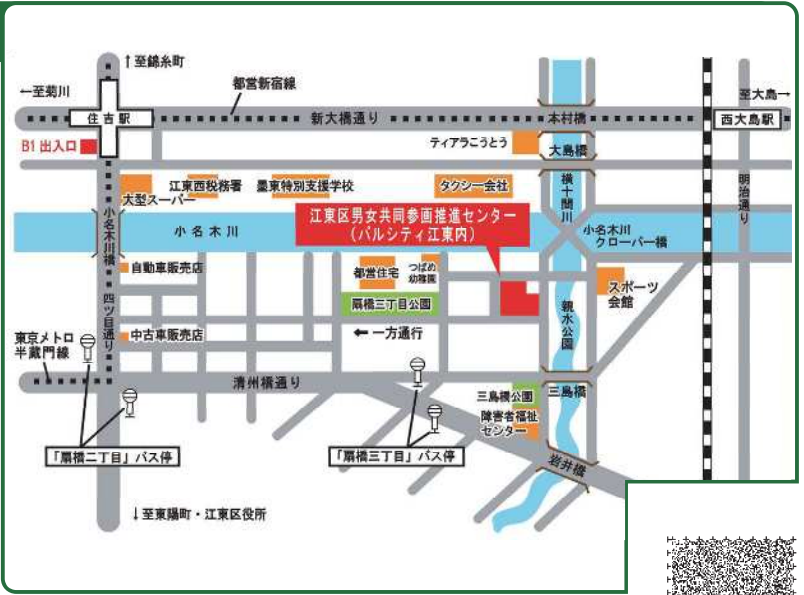 ↑至錦糸町
←至菊川
都営新宿線
至大島→
住吉駅
新大橋通り
本村橋
西大島駅
B1 出入口
ティアラこうとう
大島橋
江東西税務署
墨東特別支援学校
タクシー会社
大型スーパー
横十間川
明治通り
江東区男女共同参画推進センター
(パルシティ江東内)
小名木川橋
小名木川
小名木川
クローバー橋
自動車販売店
都営住宅
つばめ
幼稚園
スポーツ
会館
扇橋三丁目公園
四ツ目通り
親水公園
東京メトロ
半蔵門線
中古車販売店
←一方通行
清州橋通り
三島橋公園
三島橋
障害者福祉
センター
「扇橋二丁目」バス停
「扇橋三丁目」バス停
岩井橋
↓至東陽町・江東区役所